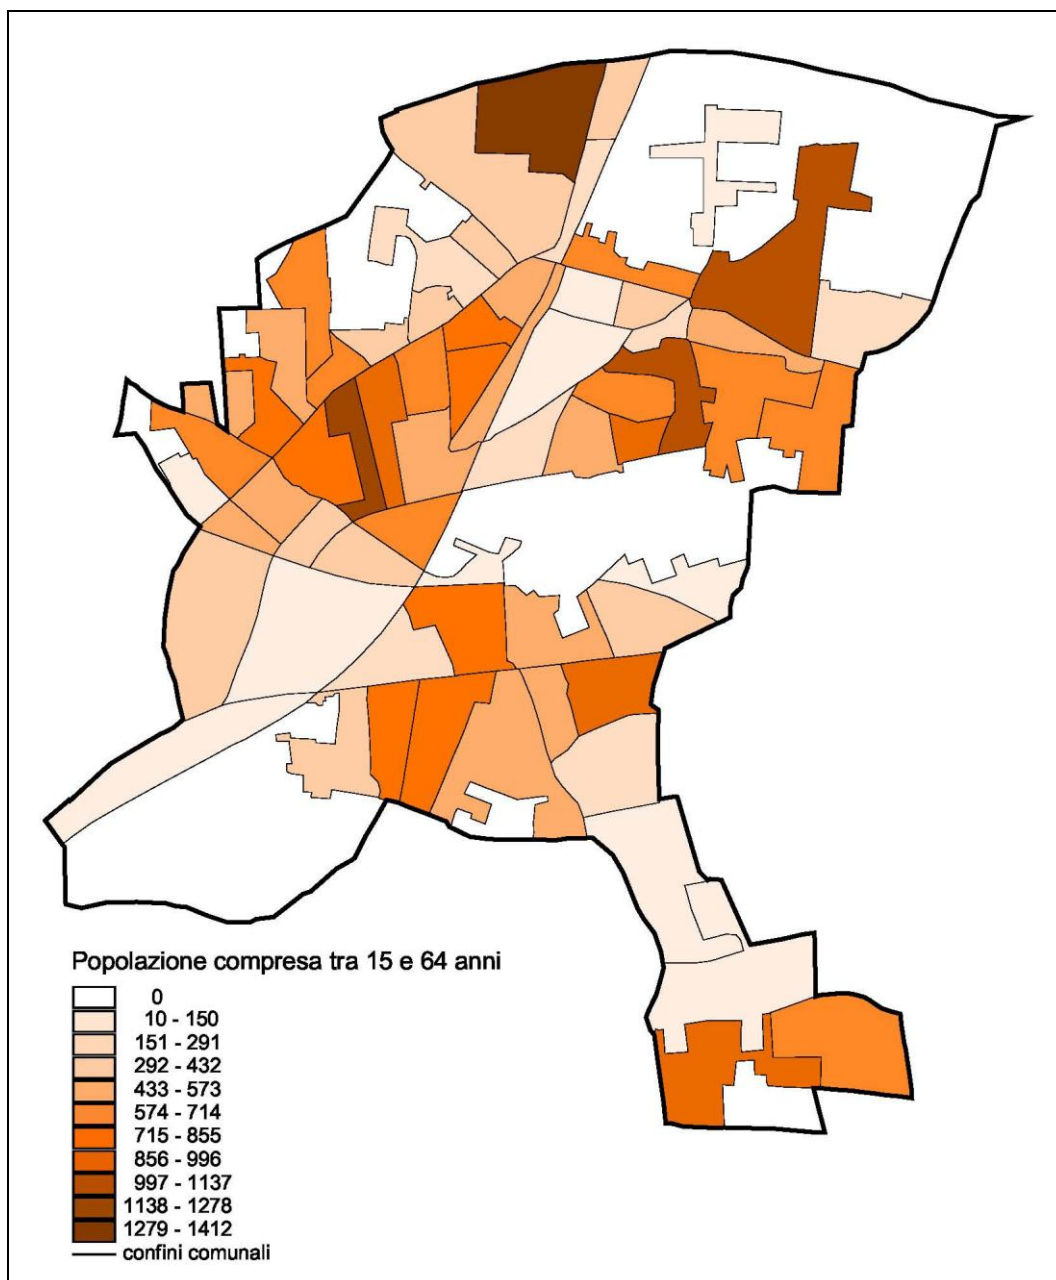 Popolazione compresa tra 15 e 64 anni
0
10 - 150
151 - 291
292 - 432
433 - 573
574 - 714
715 - 855
856 - 996
997 - 1137
1138 - 1278
1279 - 1412
confini comunali